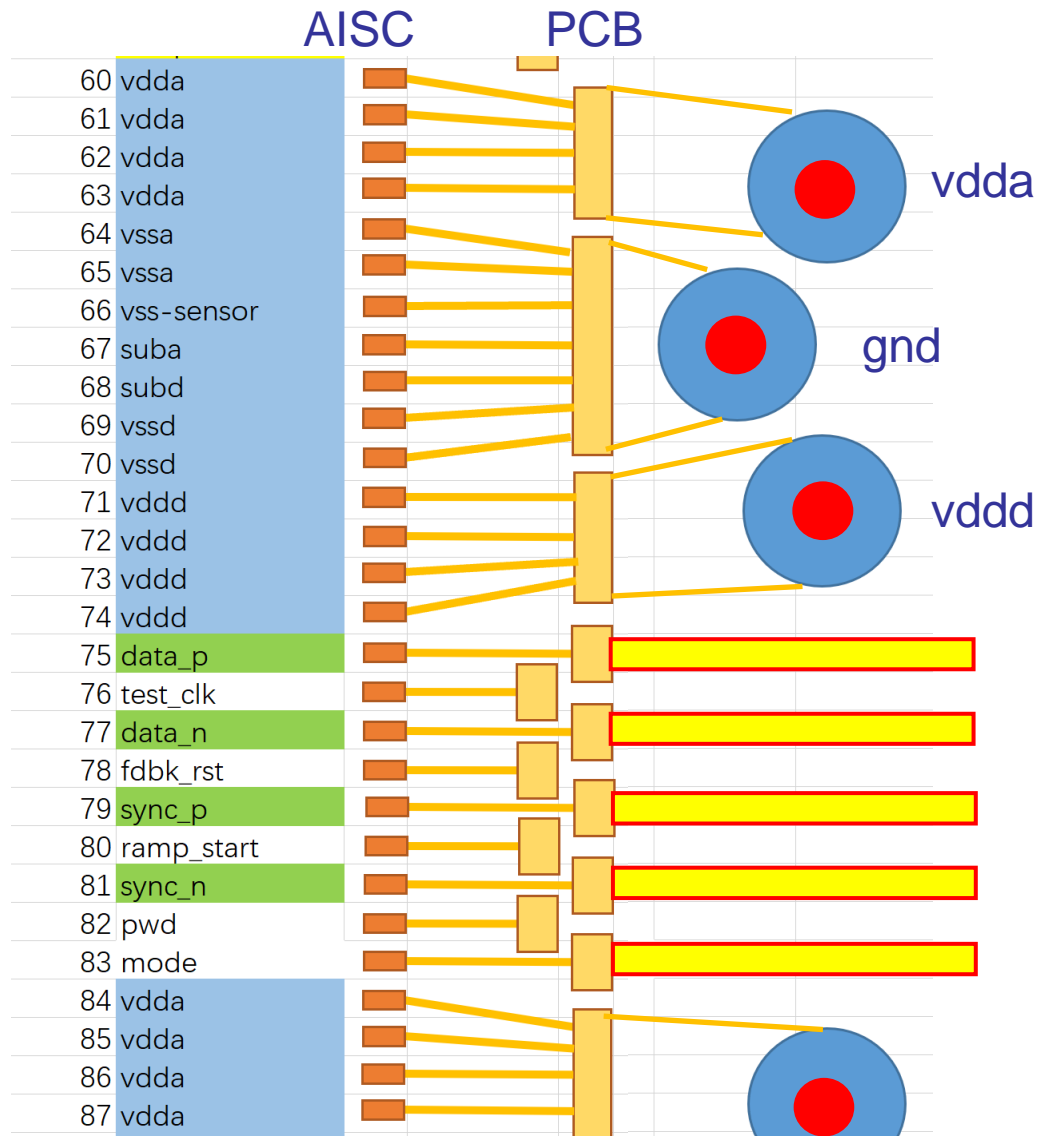 AISC PCB
60 vdda
61 vdda
62 vdda
63 vdda
vdda
64 vssa
65 vssa
66 vss-sensor
67 suba
gnd
68 subd
69 vssd
70 vssd
71 vddd
vddd
72 vddd
73 vddd
74 vddd
75 data_p
76 test_clk
77 data_n
78 fdbk_rst
79 sync_p
80 ramp_start
81 sync_n
82 pwd
83 mode
84 vdda
85 vdda
86 vdda
87 vdda